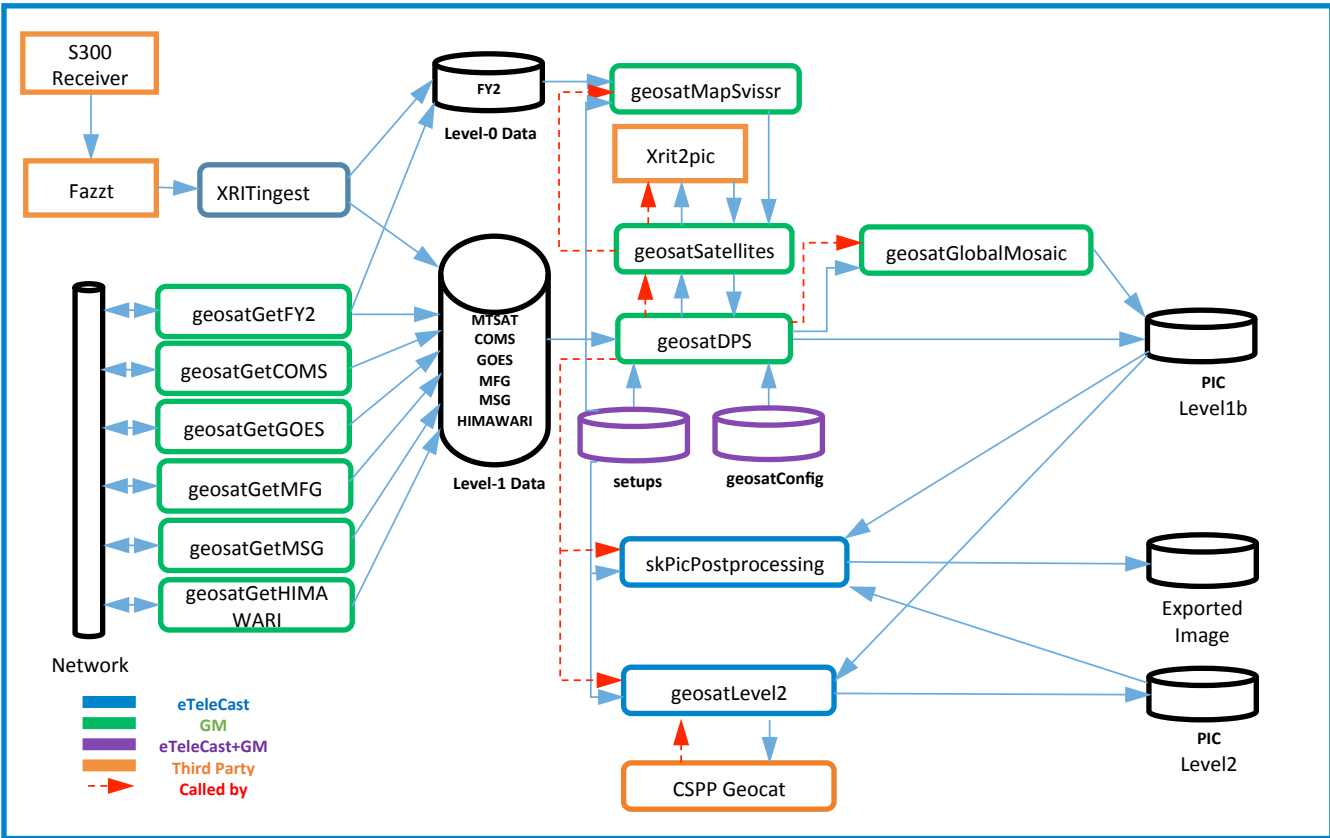 S300
Receiver
Fazzt
XRITingest
FY2
Level-0 Data
geosatMapSvissr
Xrit2pic
geosatSatellites
geosatGlobalMosaic
geosatDPS
geosatGetFY2
geosatGetCOMS
geosatGetGOES
geosatGetMFG
geosatGetMSG
geosatGetHIMA
WARI
Network
MTSAT
COMS
GOES
MFG
MSG
HIMAWARI
Level-1 Data
setups
geosatConfig
PIC
Level1b
skPicPostprocessing
Exported
Image
geosatLevel2
PIC
Level2
CSPP Geocat
eTeleCast
GM
eTeleCast+GM
Third Party
Called by